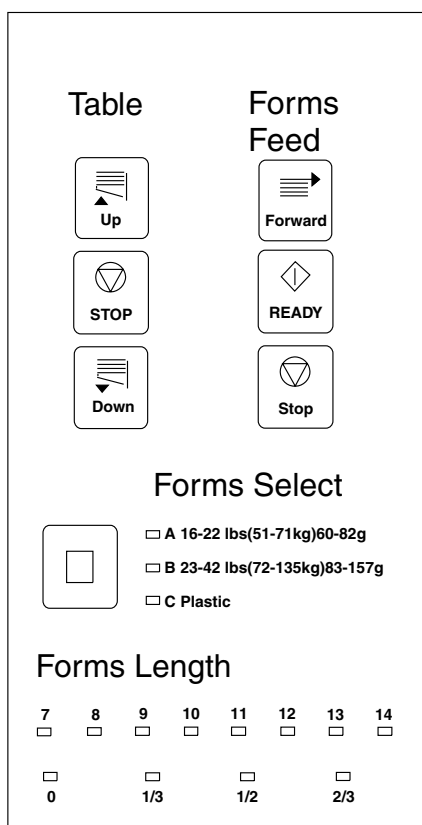 Table
Forms
Feed
Up
Forward
STOP
READY
Down
Stop
Forms Select
A 16-22 lbs(51-71kg)60-82g
B 23-42 lbs(72-135kg)83-157g
C Plastic
Forms Length
7 8 9 10 11 12 13 14
0 1/3 1/2 2/3